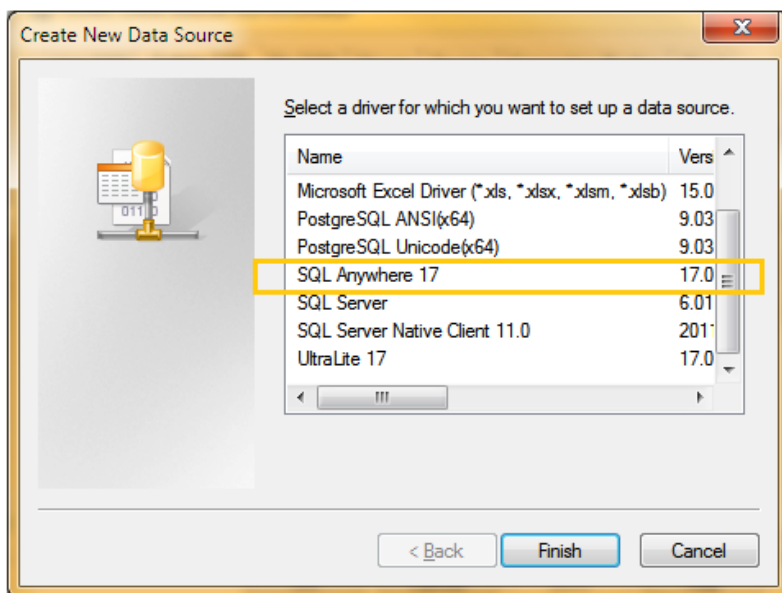 Create New Data Source
Select a driver for which you want to set up a data source.
Name Vers
Microsoft Excel Driver (*.xls, *.xlsx, *.xlsm, *.xlsb) 15.0
PostgreSQL ANSI(x64) 9.03
PostgreSQL Unicode(x64) 9.03
SQL Anywhere 17 17.0
SQL Server 6.01
SQL Server Native Client 11.0 2011
UltraLite 17 17.0
< Back Finish Cancel